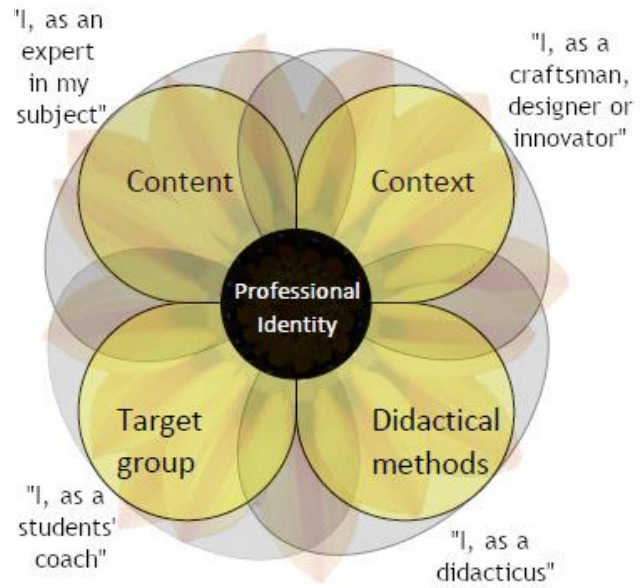 "I, as an
expert
in my
subject"
"I, as a
craftsman,
designer or
innovator"
Content
Context
Professional
Identity
Target
group
Didactical
methods
"I, as a
students'
coach"
"I, as a
didacticus"